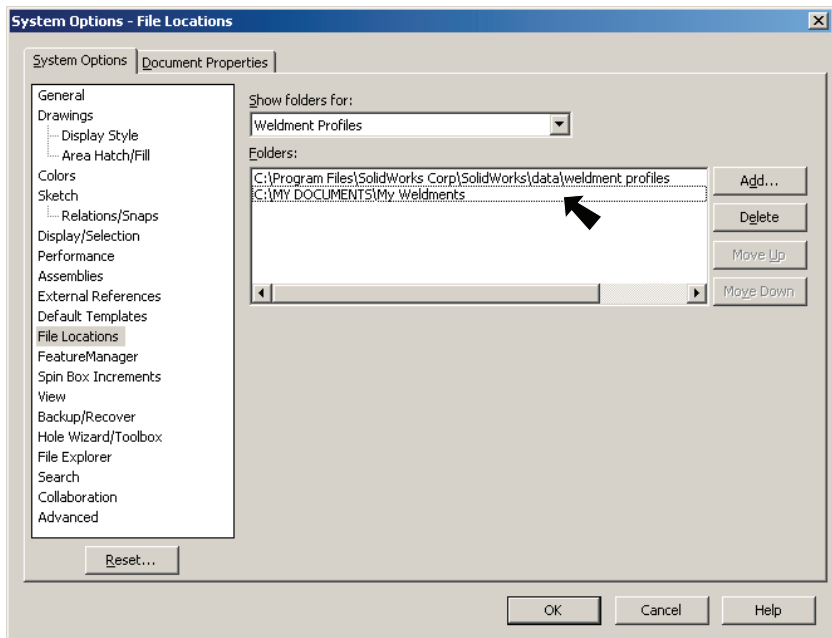 System Options - File Locations
System Options
Document Properties
General
Drawings
Display Style
Area Hatch/Fill
Colors
Sketch
Relations/Snaps
Display/Selection
Performance
Assemblies
External References
Default Templates
File Locations
FeatureManager
Spin Box Increments
View
Backup/Recover
Hole Wizard/Toolbox
File Explorer
Search
Collaboration
Advanced
Reset...
Show folders for:
Weldment Profiles
Folders:
C:\Program Files\SolidWorks Corp\SolidWorks\data\weldment profiles
C:\MY DOCUMENTS\My Weldments
Add...
Delete
Move Up
Move Down
OK
Cancel
Help